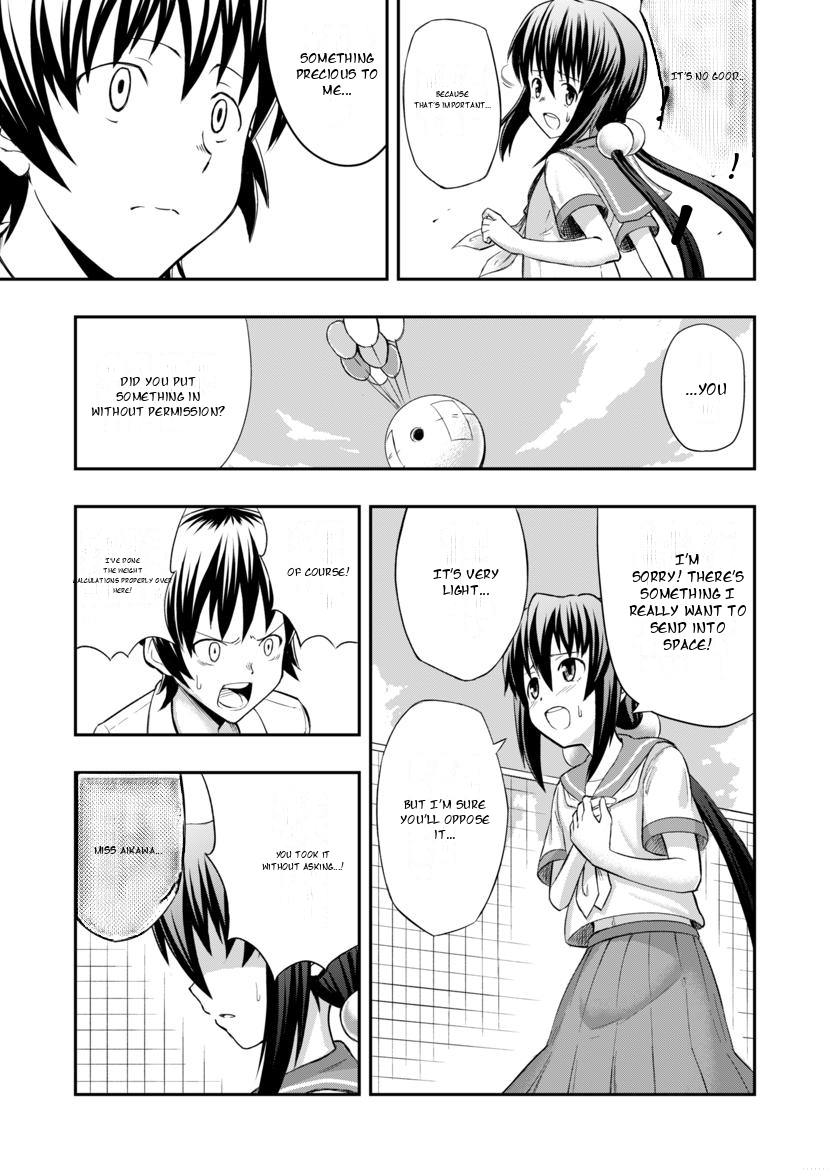 IT'S NO GOOD..
!
BECAUSE
THAT'S IMPORTANT...
SOMETHING
PRECIOUS TO
ME...
...YOU
DID YOU PUT
SOMETHING IN
WITHOUT PERMISSION?
I'M
SORRY! THERE'S
SOMETHING I
REALLY WANT TO
SEND INTO
SPACE!
IT'S VERY
LIGHT...
BUT I'M SURE
YOU'LL OPPOSE
IT...
OF COURSE!
I'VE DONE
THE WEIGHT
CALCULATIONS PROPERLY OVER
HERE!
YOU TOOK IT
WITHOUT ASKING...!
MISS AIKAWA...